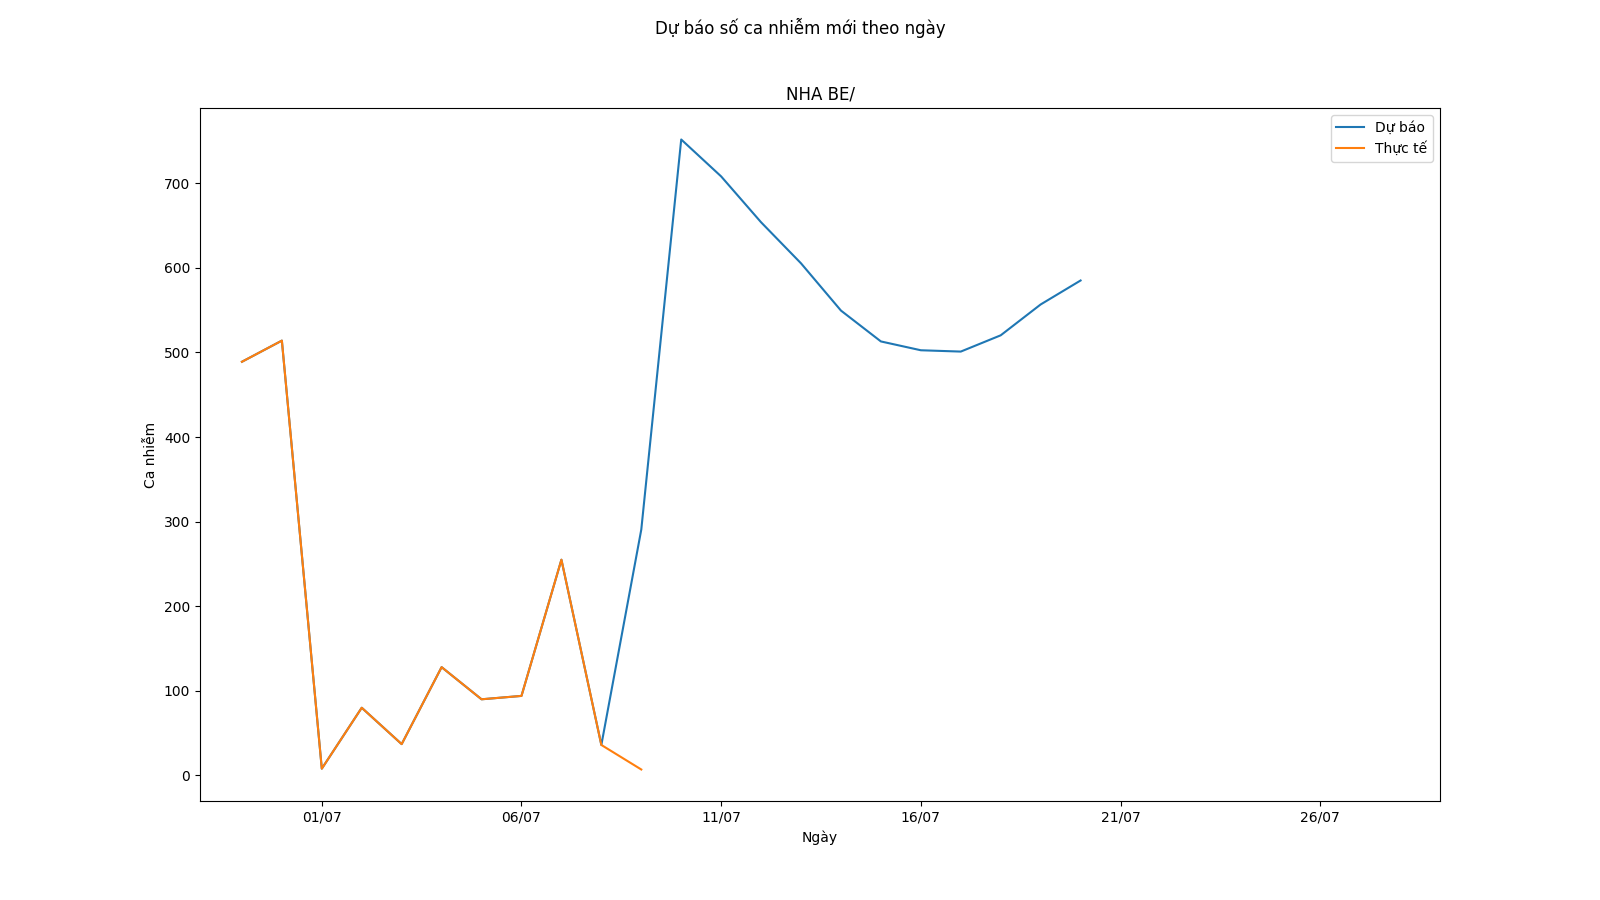 Dự báo số ca nhiễm mới theo ngày
NHA BE/
Dự báo
Thực tế
700
600
500
400
300
200
100
0
Ca nhiễm
01/07
06/07
11/07
16/07
21/07
26/07
Ngày